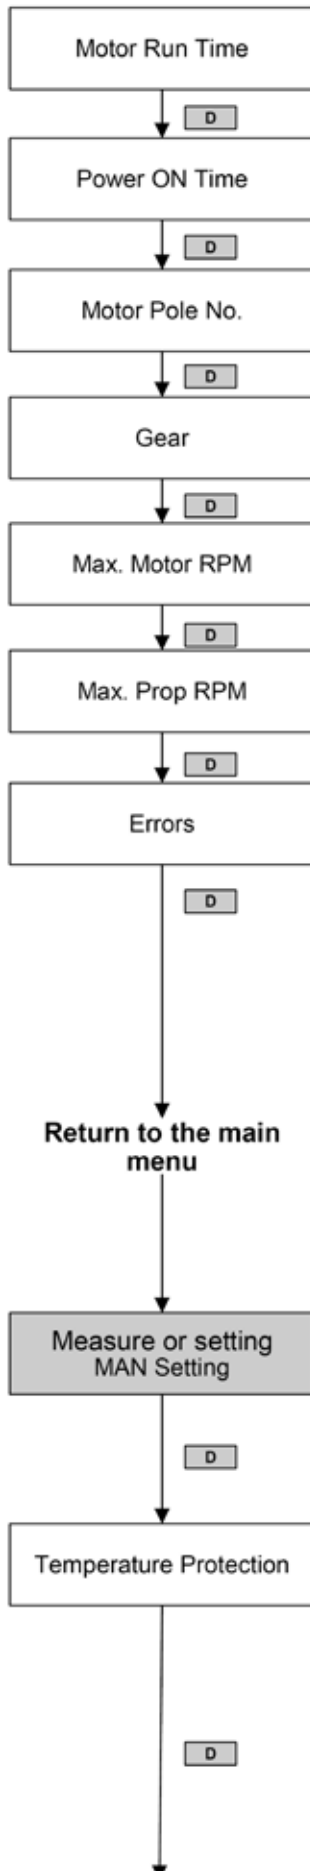 Motor Run Time
D
Power ON Time
D
Motor Pole No.
D
Gear
D
Max. Motor RPM
D
Max. Prop RPM
D
Errors
D
Return to the main
menu
Measure or setting
MAN Setting
D
Temperature Protection
D